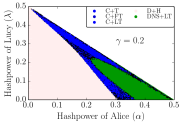 C+T
C+FT
C+LT
D+H
DNS+LT
γ = 0.2
Hashpower of Lucy (λ)
0.5
0.4
0.3
0.2
0.1
0.0
0.0 0.1 0.2 0.3 0.4 0.5
Hashpower of Alice (α)